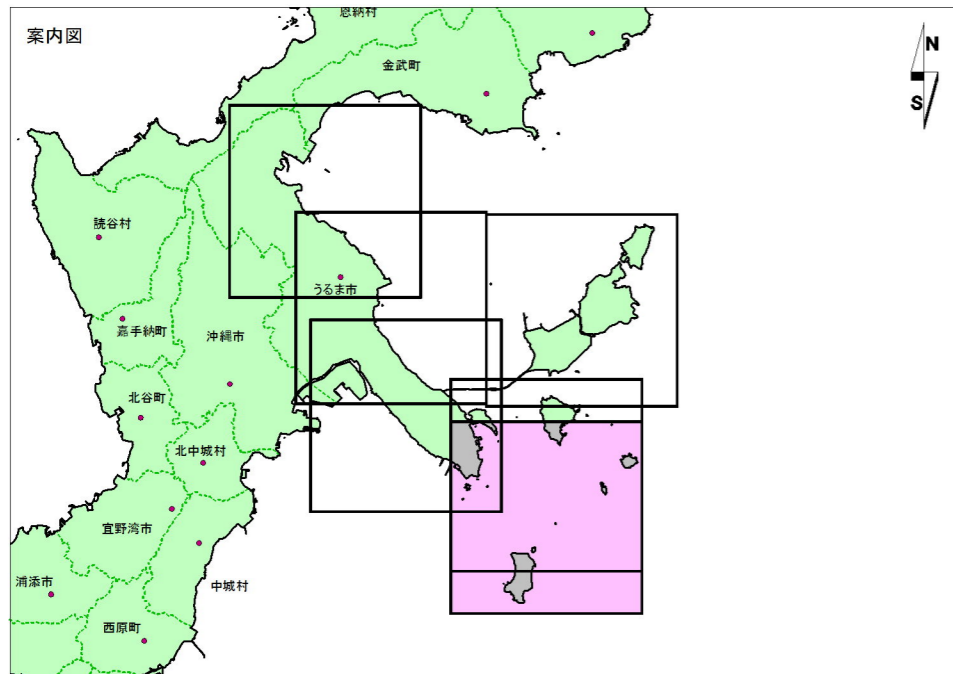 案内図
恩納村
金武町
N
S
読谷村
うるま市
嘉手納町
沖縄市
北谷町
北中城村
宜野湾市
中城村
浦添市
西原町